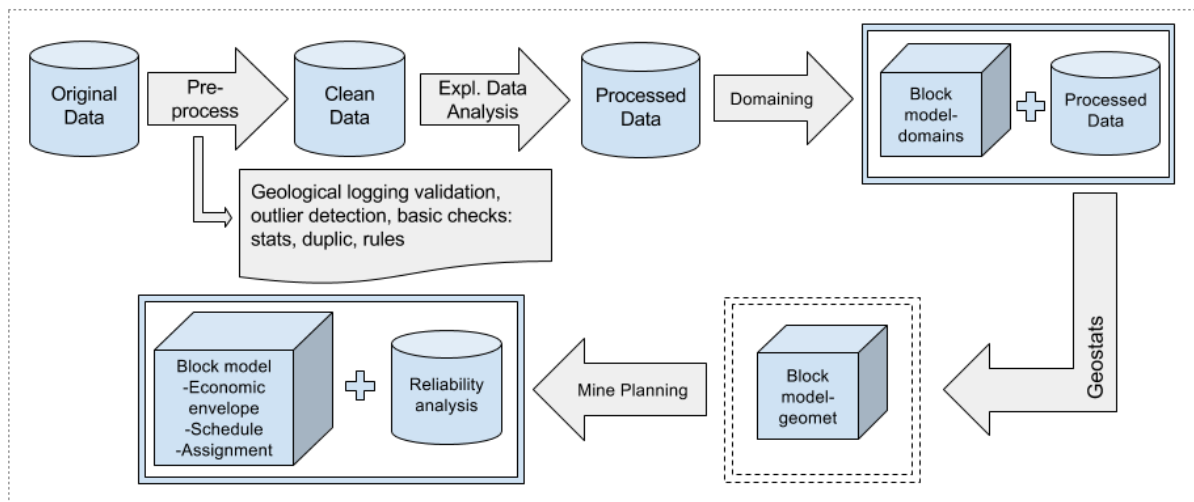 Original
Data
Pre-
process
Clean
Data
Expl. Data
Analysis
Processed
Data
Domaining
Block
model-
domains
Processed
Data
Geological logging validation,
outlier detection, basic checks:
stats, duplic, rules
Geostats
Block
model-
geomet
Mine Planning
Block model
-Economic
envelope
-Schedule
-Assignment
Reliability
analysis